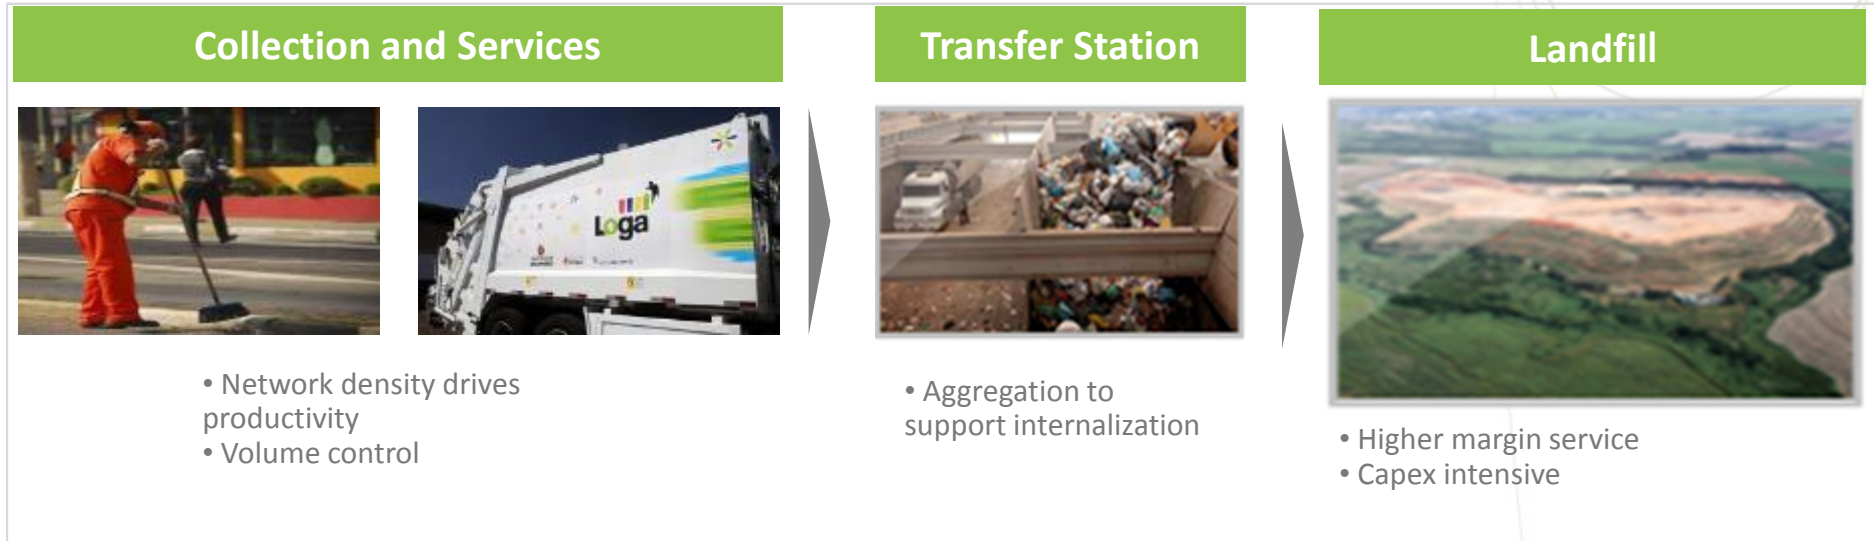 Collection and Services
Transfer Station
Landfill
Loga
• Network density drives
productivity
• Volume control
• Aggregation to
support internalization
• Higher margin service
• Capex intensive